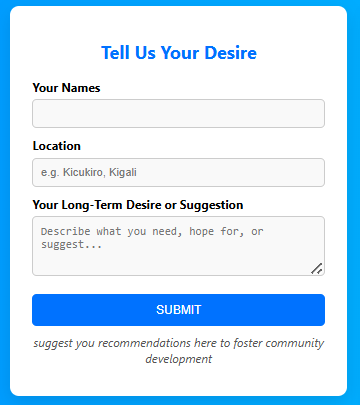 Tell Us Your Desire
Your Names
Location
e.g. Kicukiro, Kigali
Your Long-Term Desire or Suggestion
Describe what you need, hope for, or
suggest...
SUBMIT
suggest you recommendations here to foster community
development